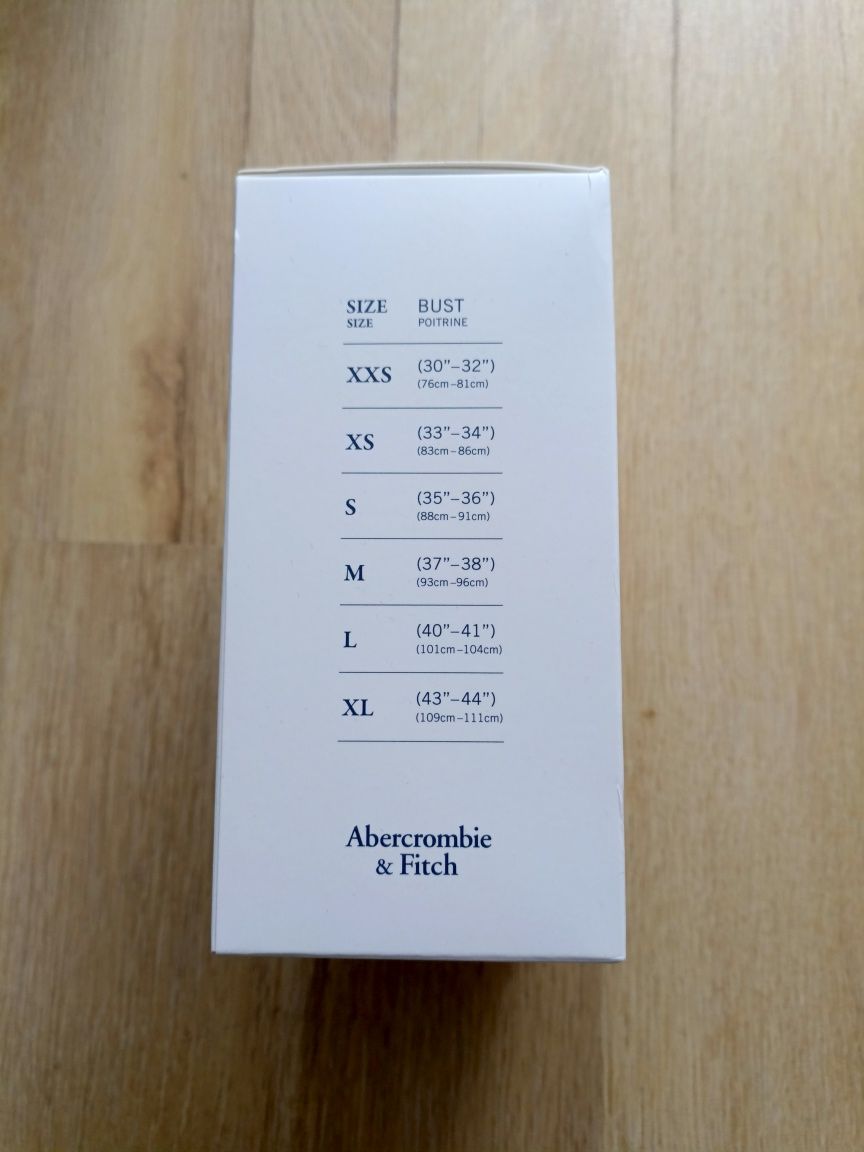 SIZE BUST
SIZE POITRINE
XXS (30”–32”)
(76cm–81cm)
XS (33”–34”)
(83cm–86cm)
S (35”–36”)
(88cm–91cm)
M (37”–38”)
(93cm–96cm)
L (40”–41”)
(101cm–104cm)
XL (43”–44”)
(109cm–111cm)
Abercrombie
& Fitch